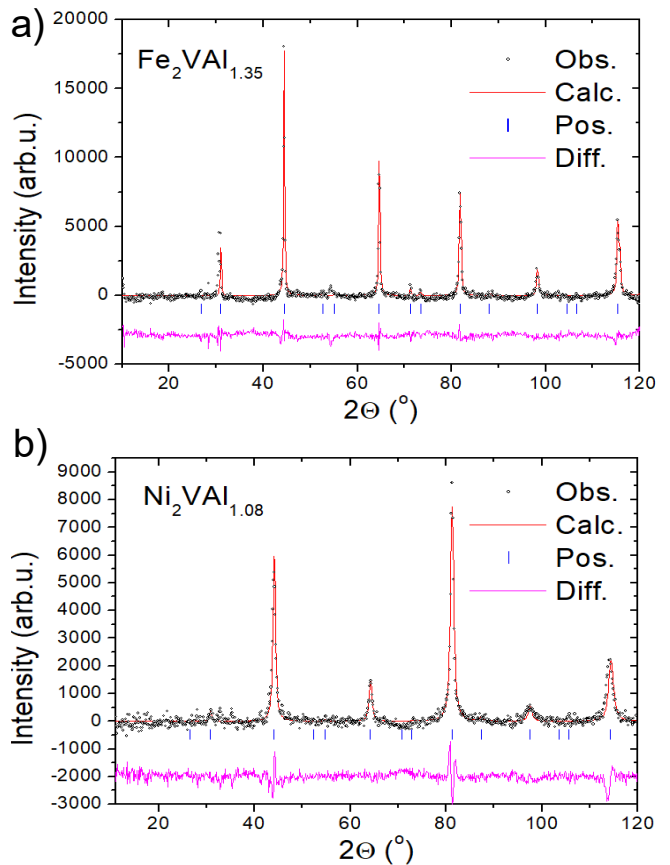 a)
Fe₂VAl₁.₃₅
Obs.
Calc.
Pos.
Diff.
Intensity (arb.u.)
20000
15000
10000
5000
0
-5000
20 40 60 80 100 120
2Θ (°)
b)
Ni₂VAl₁.₀₈
Obs.
Calc.
Pos.
Diff.
Intensity (arb.u.)
9000
8000
7000
6000
5000
4000
3000
2000
1000
0
-1000
-2000
-3000
20 40 60 80 100 120
2Θ (°)